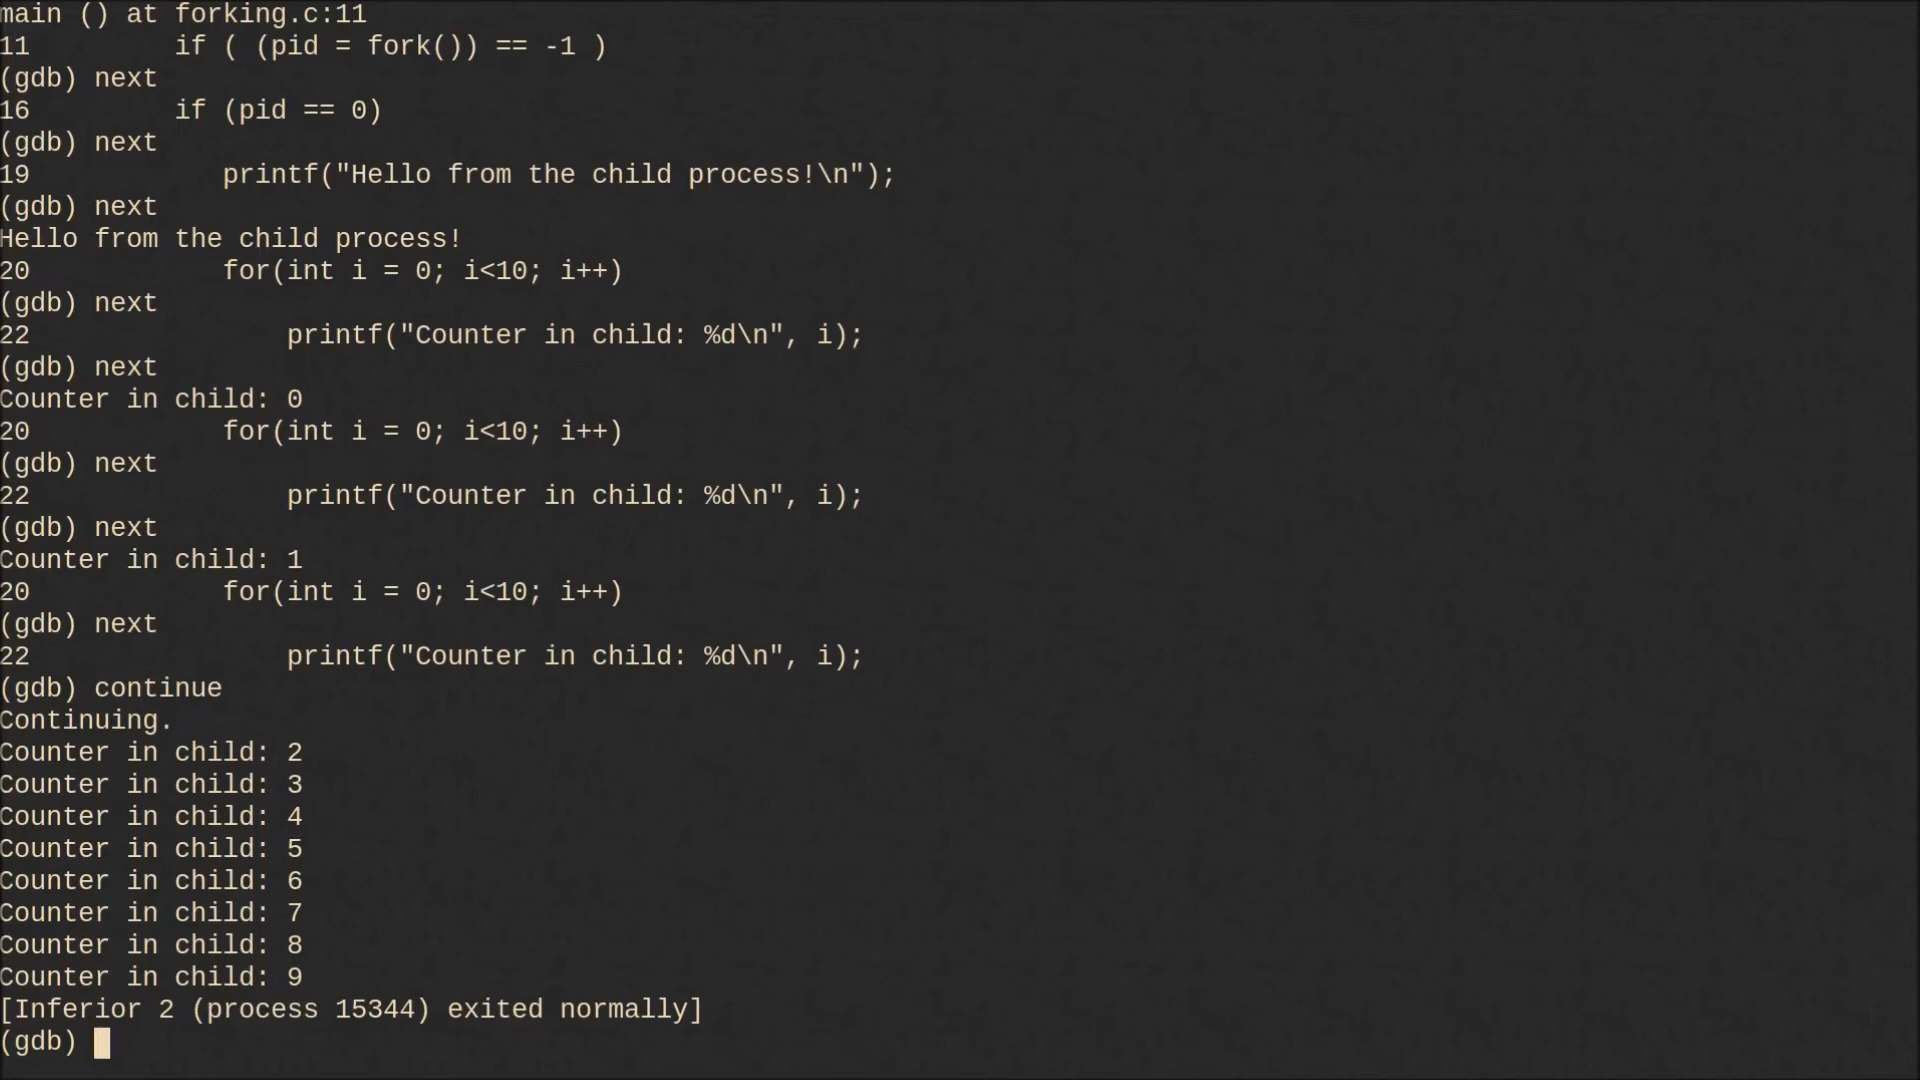 main () at forking.c:11
11         if ( (pid = fork()) == -1 )
(gdb) next
16         if (pid == 0)
(gdb) next
19            printf("Hello from the child process!\n");
(gdb) next
Hello from the child process!
20            for(int i = 0; i<10; i++)
(gdb) next
22                printf("Counter in child: %d\n", i);
(gdb) next
Counter in child: 0
20            for(int i = 0; i<10; i++)
(gdb) next
22                printf("Counter in child: %d\n", i);
(gdb) next
Counter in child: 1
20            for(int i = 0; i<10; i++)
(gdb) next
22                printf("Counter in child: %d\n", i);
(gdb) continue
Continuing.
Counter in child: 2
Counter in child: 3
Counter in child: 4
Counter in child: 5
Counter in child: 6
Counter in child: 7
Counter in child: 8
Counter in child: 9
[Inferior 2 (process 15344) exited normally]
(gdb)